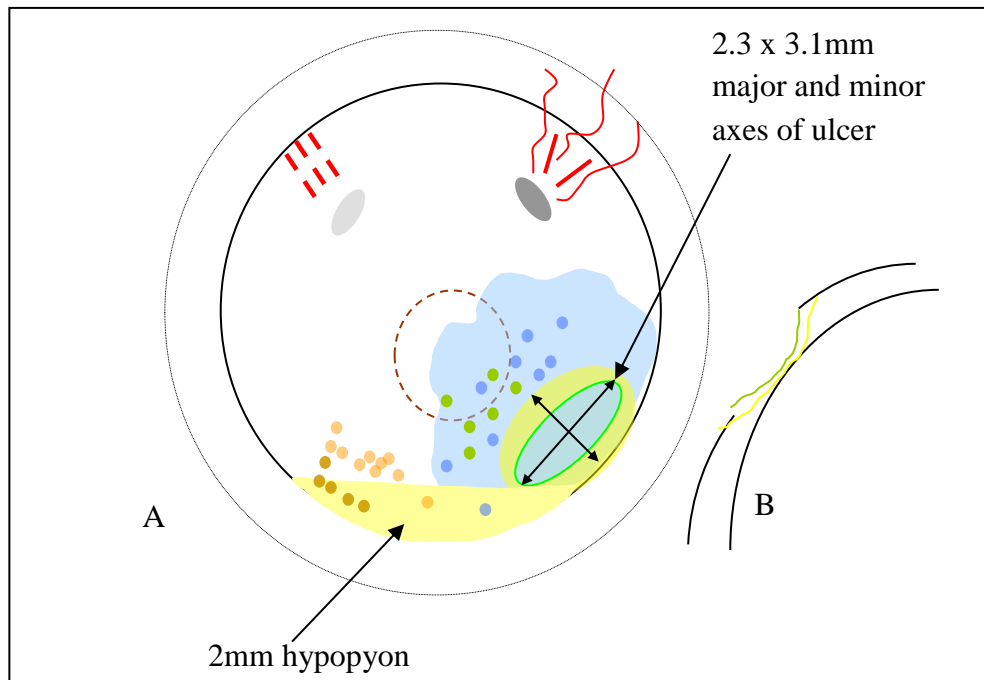 2.3 x 3.1mm
major and minor
axes of ulcer
A
B
2mm hypopyon